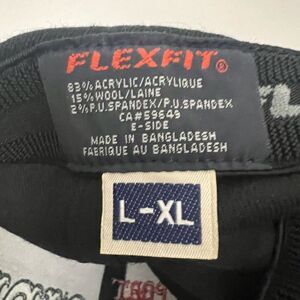 FLEXFIT®
83% ACRYLIC/ACRYLIQUE
15% WOOL/LAINE
2% P.U.SPANDEX/P.U.SPANDEX
CA#59649
E-SIDE
MADE IN BANGLADESH
FABRIQUE AU BANGLADESH
L-XL